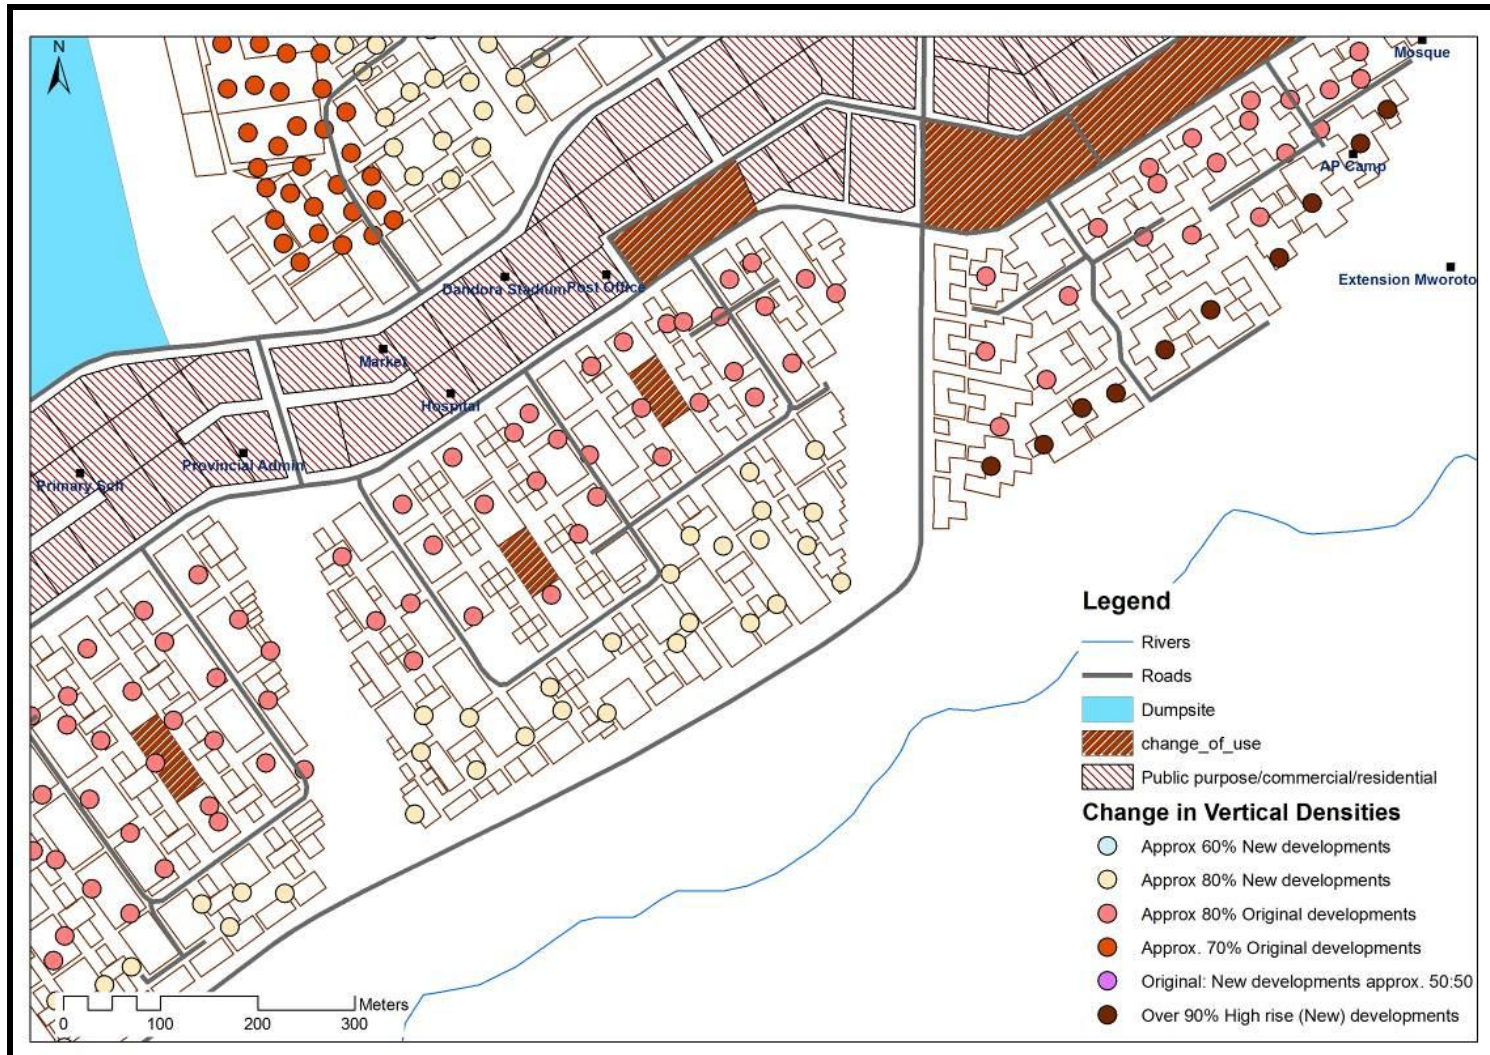 N
Mosque
AP Camp
Extension Mworoto
Dandora Stadium
Post Office
Market
Hospital
Provincial Admin
Primary Sch
Legend
Rivers
Roads
Dumpsite
change_of_use
Public purpose/commercial/residential
Change in Vertical Densities
Approx 60% New developments
Approx 80% New developments
Approx 80% Original developments
Approx. 70% Original developments
Original: New developments approx. 50:50
Over 90% High rise (New) developments
Meters
0 100 200 300